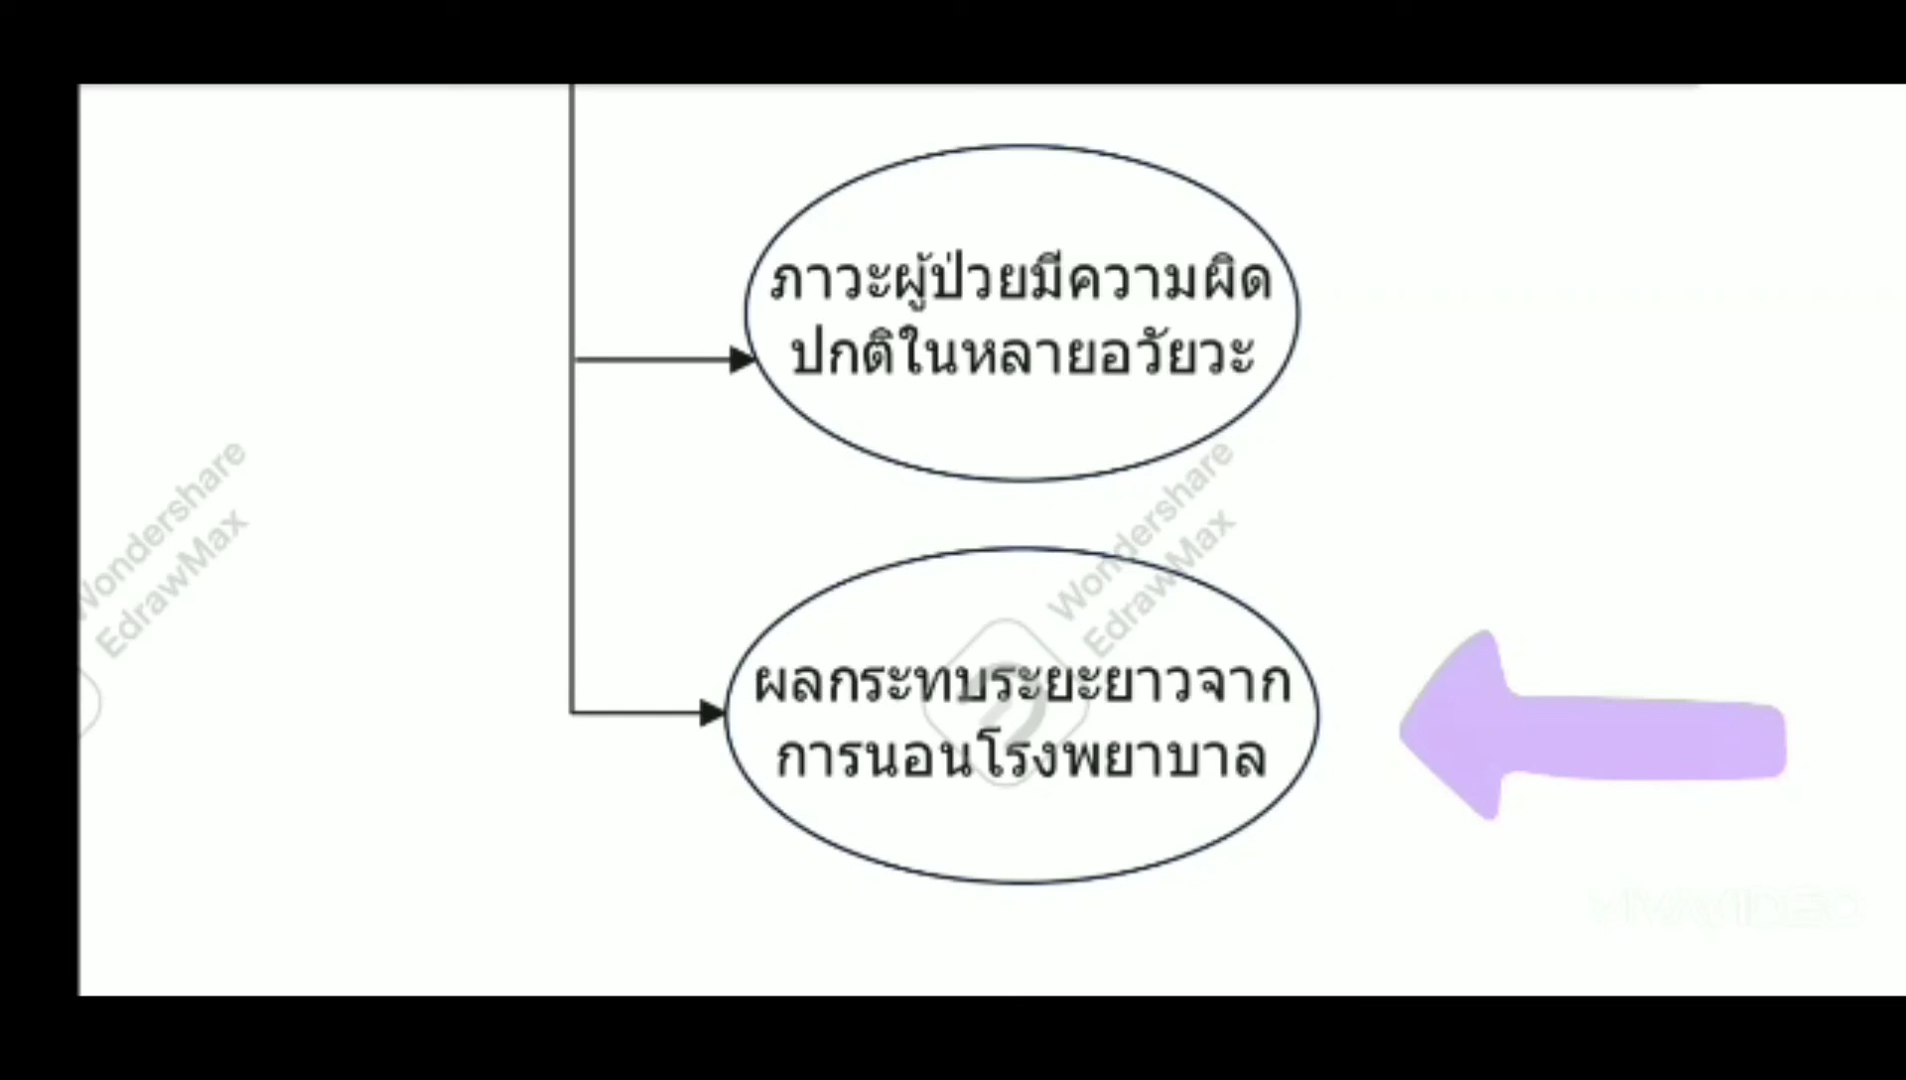 ภาวะผู้ป่วยมีความผิด
ปกติในหลายอวัยวะ
Wondershare
EdrawMax
Wondershare
EdrawMax
ผลกระทบระยะยาวจาก
การนอนโรงพยาบาล
VIVAVIDEO